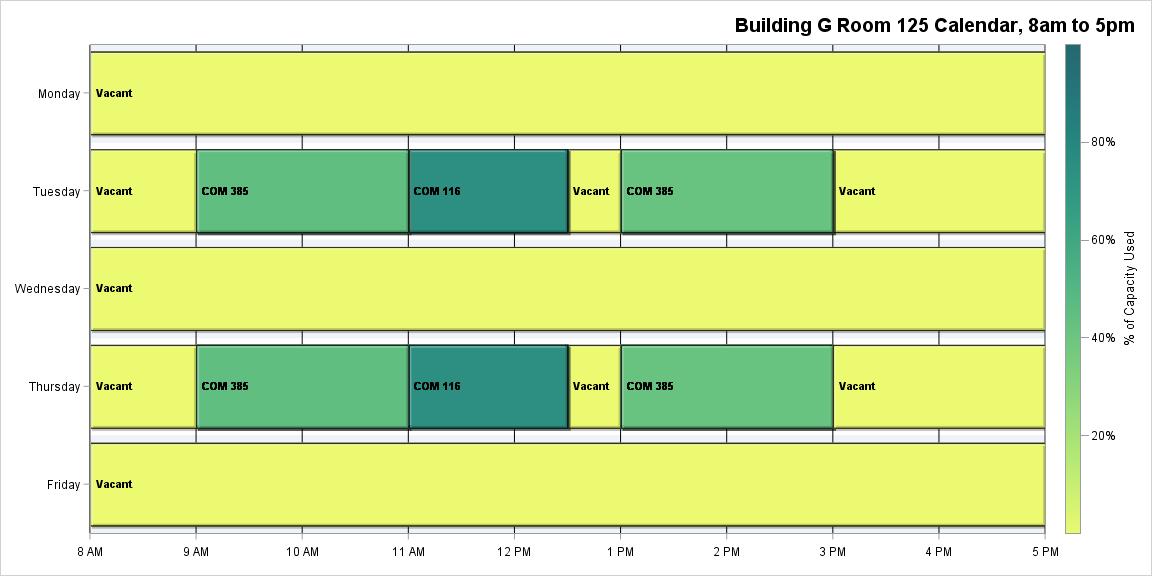 Building G Room 125 Calendar, 8am to 5pm
Monday
Vacant
Tuesday
Vacant
COM 385
COM 116
Vacant
COM 385
Vacant
Wednesday
Vacant
Thursday
Vacant
COM 385
COM 116
Vacant
COM 385
Vacant
Friday
Vacant
8 AM
9 AM
10 AM
11 AM
12 PM
1 PM
2 PM
3 PM
4 PM
5 PM
80%
60%
40%
20%
% of Capacity Used